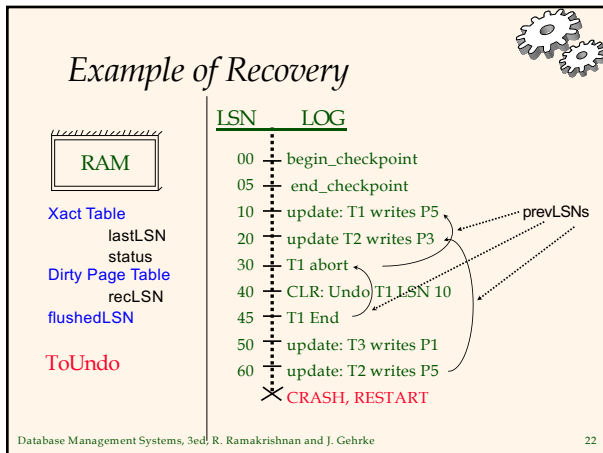 Example of Recovery
RAM
Xact Table
lastLSN
status
Dirty Page Table
recLSN
flushedLSN
ToUndo
LSN LOG
00 begin_checkpoint
05 end_checkpoint
10 update: T1 writes P5
20 update T2 writes P3
30 T1 abort
40 CLR: Undo T1 LSN 10
45 T1 End
50 update: T3 writes P1
60 update: T2 writes P5
CRASH, RESTART
prevLSNs
Database Management Systems, 3ed, R. Ramakrishnan and J. Gehrke 22